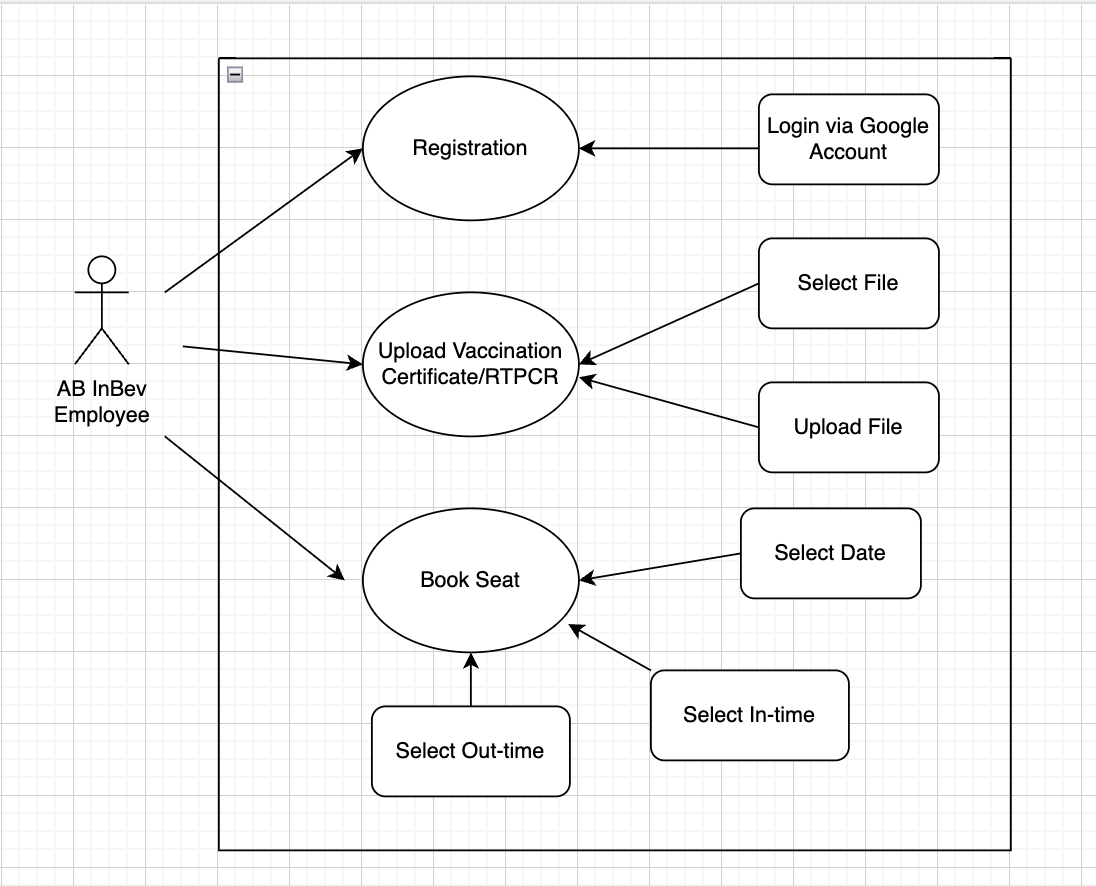 Registration
Login via Google
Account
Select File
Upload Vaccination
Certificate/RTPCR
AB InBev
Employee
Upload File
Select Date
Book Seat
Select In-time
Select Out-time